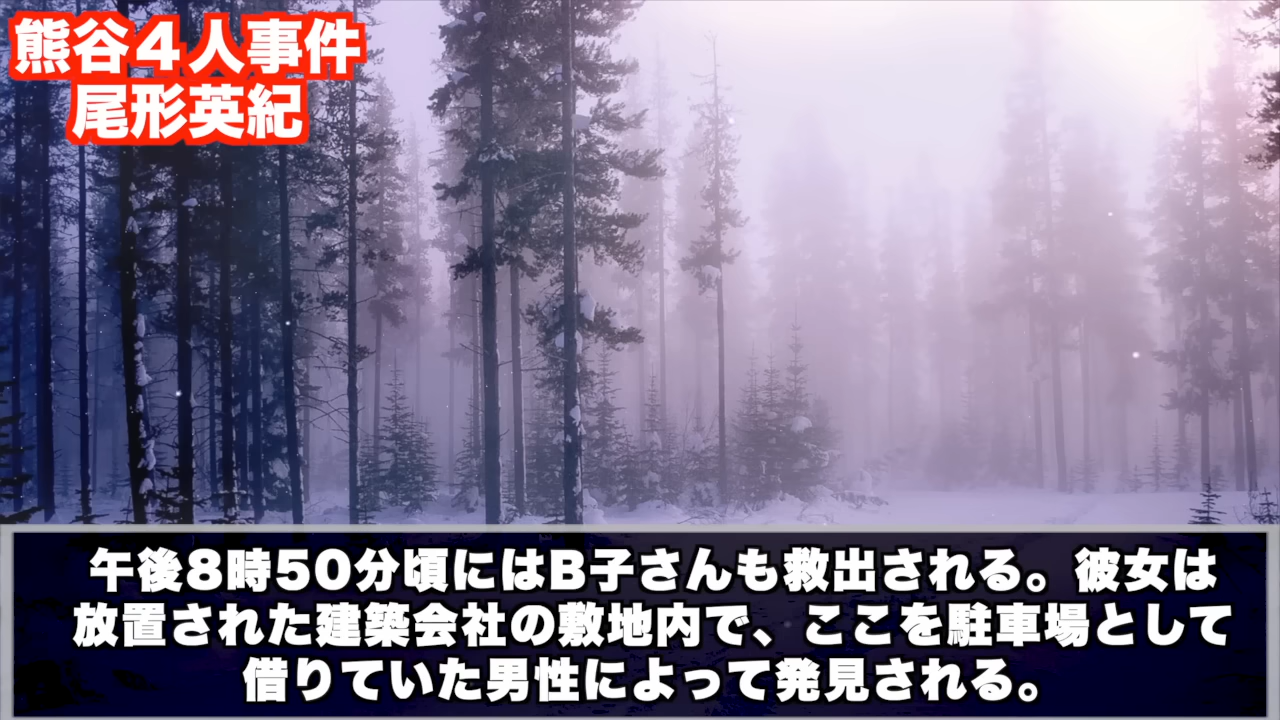 熊谷４人事件
尾形英紀
午後8時50分頃にはB子さんも救出される。彼女は
放置された建築会社の敷地内で、ここを駐車場として
借りていた男性によって発見される。